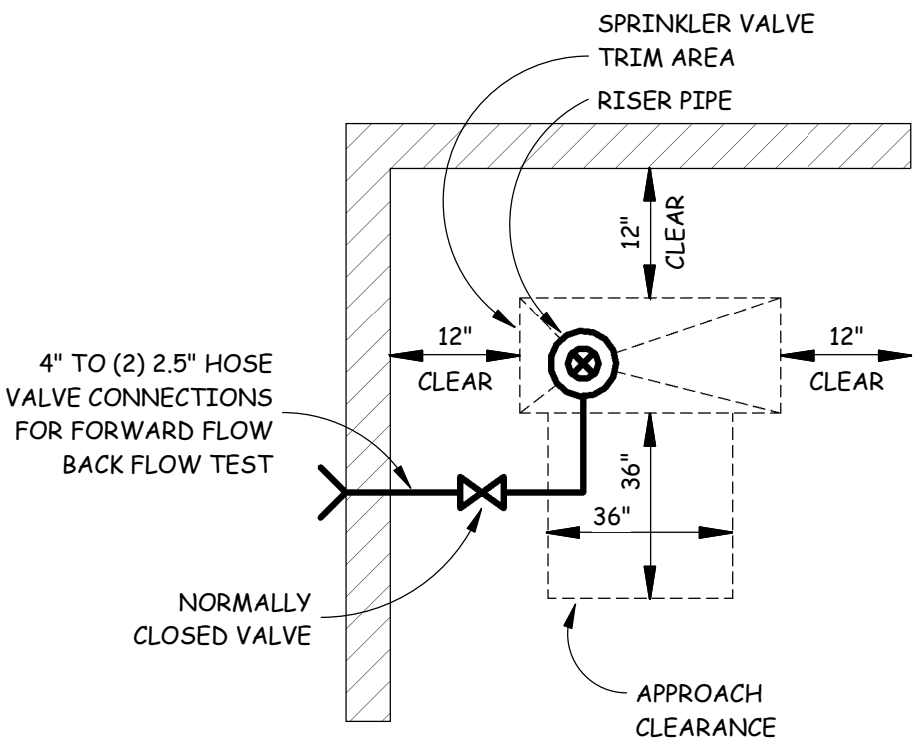 SPRINKLER VALVE
TRIM AREA
RISER PIPE
12"
CLEAR
12"
CLEAR
12"
CLEAR
4" TO (2) 2.5" HOSE
VALVE CONNECTIONS
FOR FORWARD FLOW
BACK FLOW TEST
36"
36"
NORMALLY
CLOSED VALVE
APPROACH
CLEARANCE